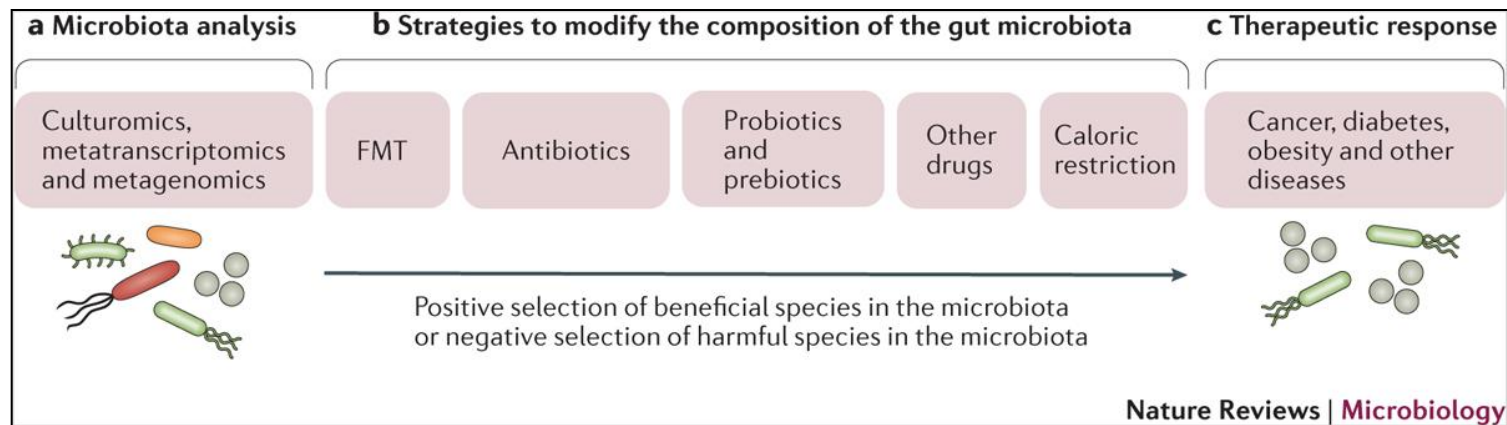 a Microbiota analysis
b Strategies to modify the composition of the gut microbiota
c Therapeutic response
Culturomics,
metatranscriptomics
and metagenomics
FMT
Antibiotics
Probiotics
and
prebiotics
Other
drugs
Caloric
restriction
Cancer, diabetes,
obesity and other
diseases
Positive selection of beneficial species in the microbiota
or negative selection of harmful species in the microbiota
Nature Reviews | Microbiology